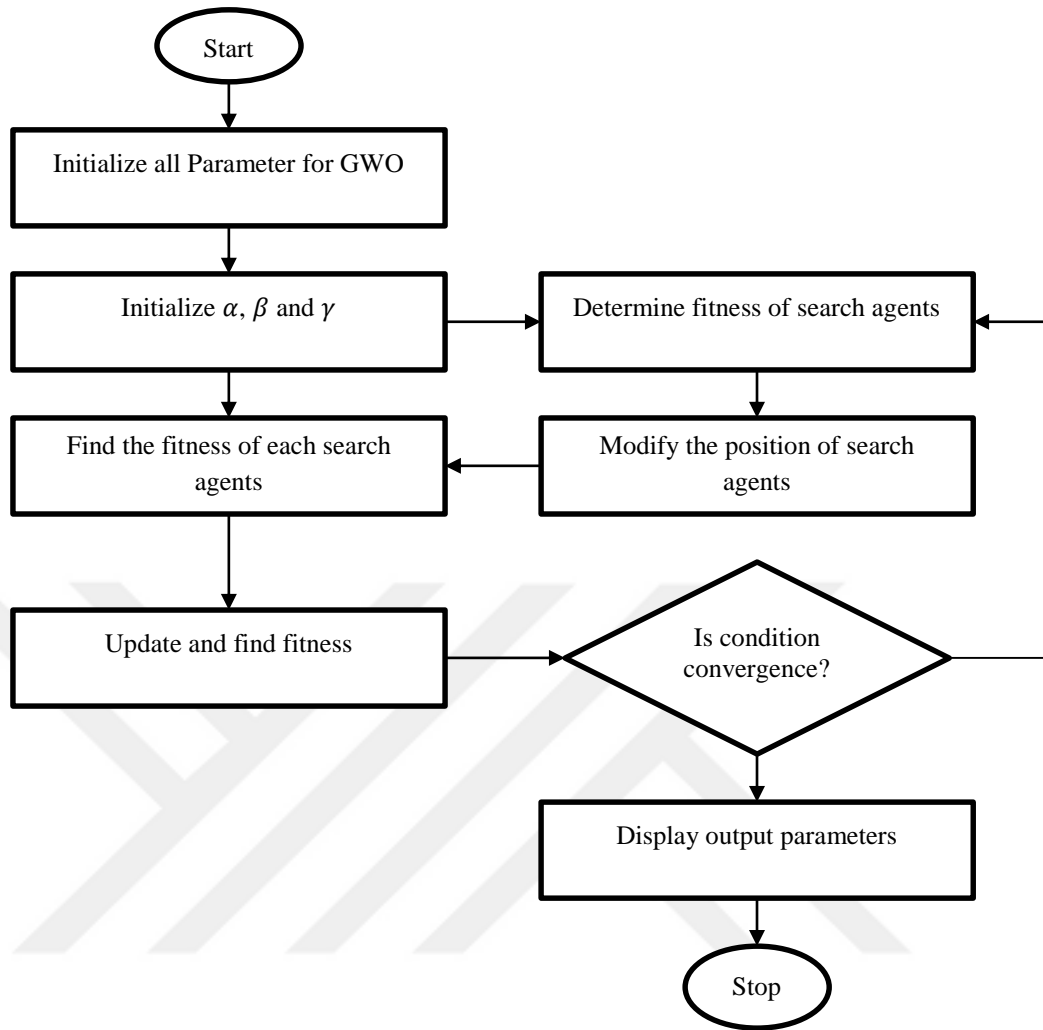 Start
Initialize all Parameter for GWO
Initialize 𝛼, 𝛽 and 𝛾
Determine fitness of search agents
Find the fitness of each search
agents
Modify the position of search
agents
Update and find fitness
Is condition
convergence?
Display output parameters
Stop